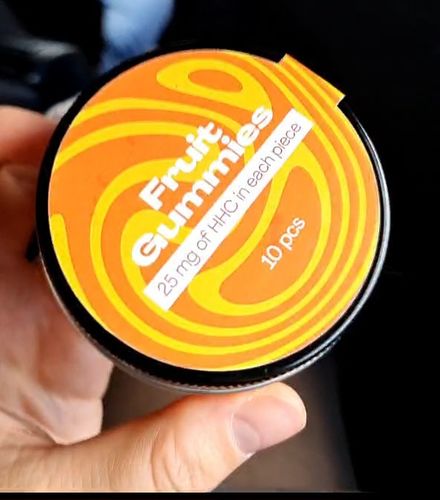 Fruit
Gummies
25 mg of HHC in each piece
10 pcs